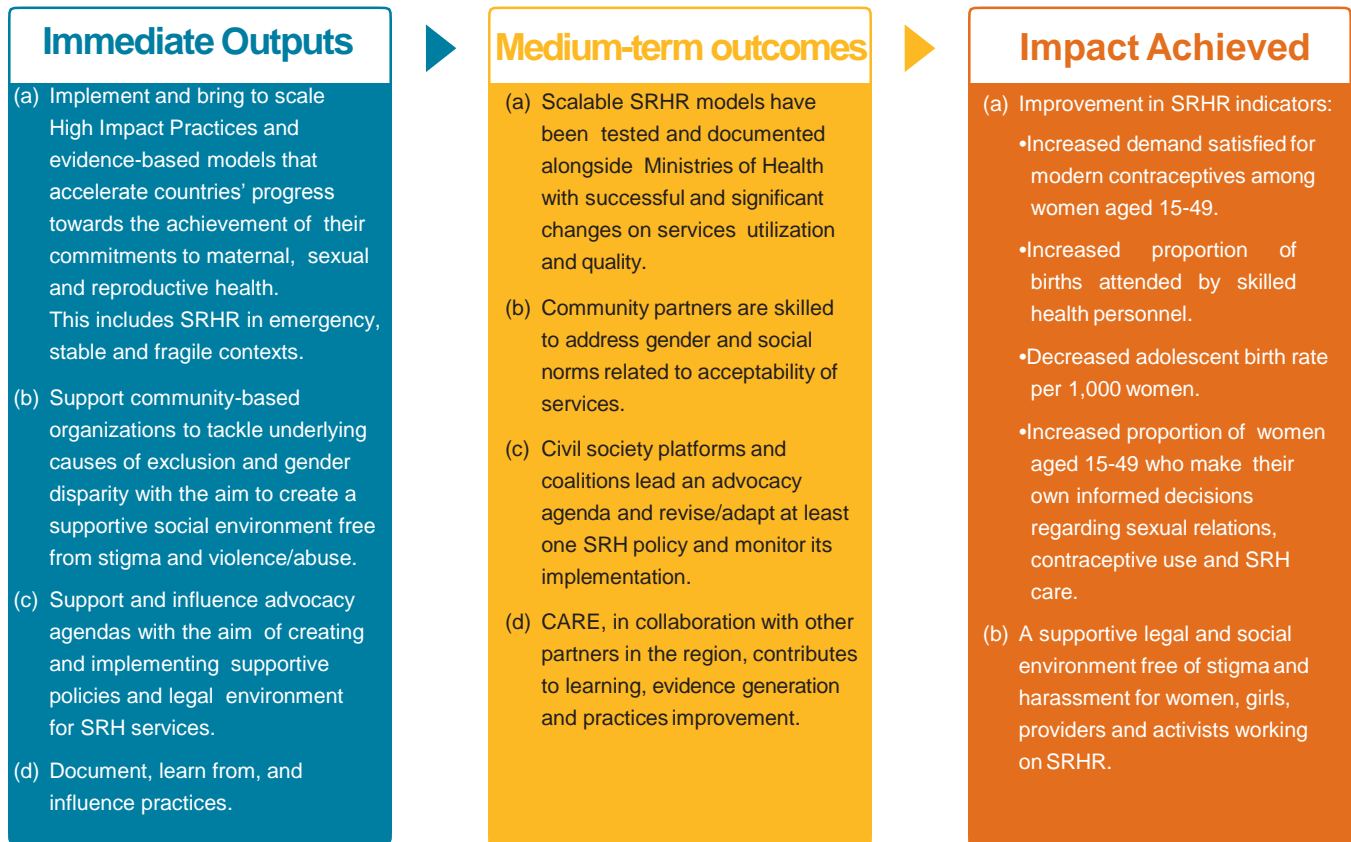 Immediate Outputs
(a) Implement and bring to scale
High Impact Practices and
evidence-based models that
accelerate countries’ progress
towards the achievement of their
commitments to maternal, sexual
and reproductive health.
This includes SRHR in emergency,
stable and fragile contexts.
(b) Support community-based
organizations to tackle underlying
causes of exclusion and gender
disparity with the aim to create a
supportive social environment free
from stigma and violence/abuse.
(c) Support and influence advocacy
agendas with the aim of creating
and implementing supportive
policies and legal environment
for SRH services.
(d) Document, learn from, and
influence practices.
Medium-term outcomes
(a) Scalable SRHR models have
been tested and documented
alongside Ministries of Health
with successful and significant
changes on services utilization
and quality.
(b) Community partners are skilled
to address gender and social
norms related to acceptability of
services.
(c) Civil society platforms and
coalitions lead an advocacy
agenda and revise/adapt at least
one SRH policy and monitor its
implementation.
(d) CARE, in collaboration with other
partners in the region, contributes
to learning, evidence generation
and practices improvement.
Impact Achieved
(a) Improvement in SRHR indicators:
•Increased demand satisfied for
modern contraceptives among
women aged 15-49.
•Increased proportion of
births attended by skilled
health personnel.
•Decreased adolescent birth rate
per 1,000 women.
•Increased proportion of women
aged 15-49 who make their
own informed decisions
regarding sexual relations,
contraceptive use and SRH
care.
(b) A supportive legal and social
environment free of stigma and
harassment for women, girls,
providers and activists working
on SRHR.